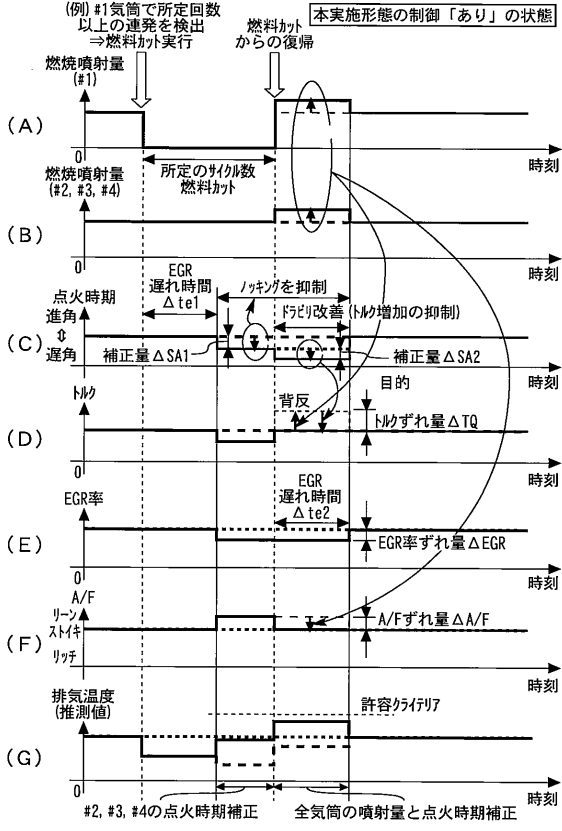 本実施形態の制御「あり」の状態
(例) #1気筒で所定回数
以上の連発を検出
⇒燃料カット実行
燃料カット
からの復帰
燃焼噴射量
(#1)
(A)
0
時刻
所定のサイクル数
燃料カット
燃焼噴射量
(#2, #3, #4)
(B)
0
時刻
EGR
遅れ時間
Δte1
ノッキングを抑制
ドラビリ改善(トルク増加の抑制)
点火時期
進角
⇕
遅角
(C)
補正量ΔSA1
補正量ΔSA2
時刻
目的
トルク
背反
(D)
トルクずれ量ΔTQ
0
時刻
EGR
遅れ時間
Δte2
EGR率
(E)
EGR率ずれ量ΔEGR
0
時刻
A/F
リーン
ストイキ
リッチ
(F)
A/Fずれ量ΔA/F
時刻
排気温度
(推測値)
許容クライテリア
(G)
0
時刻
#2, #3, #4の点火時期補正
全気筒の噴射量と点火時期補正